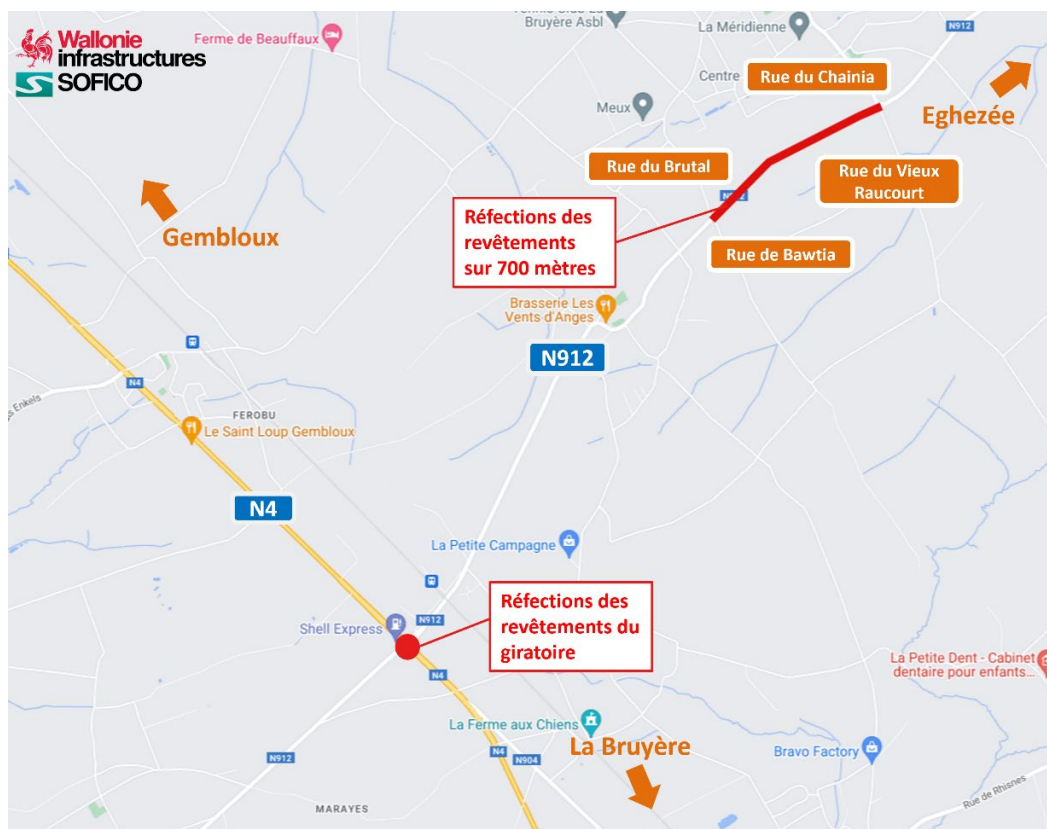 Wallonie
infrastructures
SOFICO
Ferme de Beauffaux
Bruyère Asbl
La Méridienne
N912
Centre
Rue du Chainia
Eghezée
Meux
Rue du Brutal
Rue du Vieux
Raucourt
Gembloux
Réfections des
revêtements
sur 700 mètres
Rue de Bawtia
Brasserie Les
Vents d'Anges
N912
N4
Enkels
FEROBU
Le Saint Loup Gembloux
N4
La Petite Campagne
Réfections des
revêtements du
giratoire
N912
Shell Express
La Petite Dent - Cabinet
dentaire pour enfants...
N4
La Ferme aux Chiens
La Bruyère
Bravo Factory
N912
N4
N904
Rue de Rhisnes
MARAYES